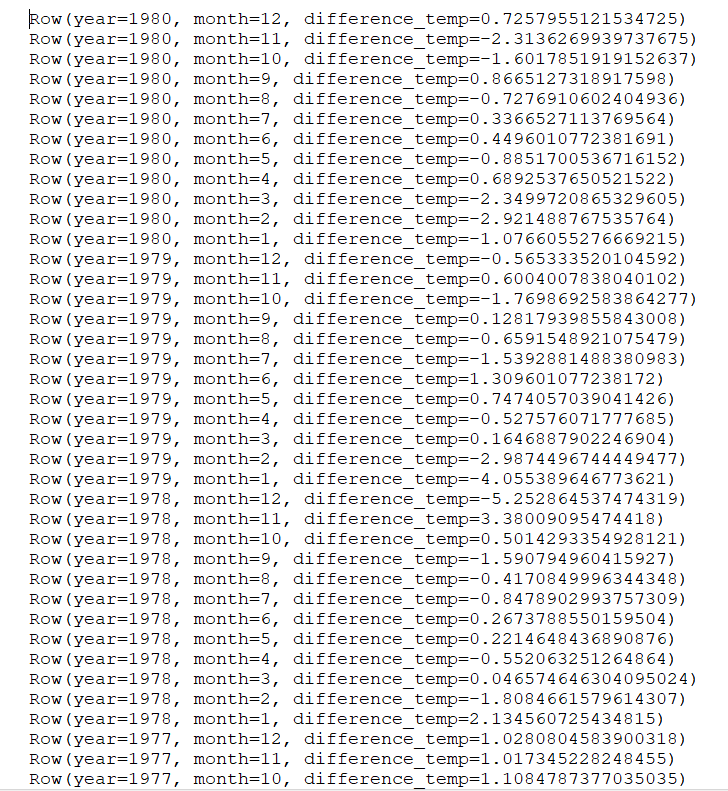 Row(year=1980, month=12, difference_temp=0.7257955121534725)
Row(year=1980, month=11, difference_temp=-2.3136269939737675)
Row(year=1980, month=10, difference_temp=-1.6017851919152637)
Row(year=1980, month=9, difference_temp=0.8665127318917598)
Row(year=1980, month=8, difference_temp=-0.7276910602404936)
Row(year=1980, month=7, difference_temp=0.3366527113769564)
Row(year=1980, month=6, difference_temp=0.4496010772381691)
Row(year=1980, month=5, difference_temp=-0.8851700536716152)
Row(year=1980, month=4, difference_temp=0.6892537650521522)
Row(year=1980, month=3, difference_temp=-2.3499720865329605)
Row(year=1980, month=2, difference_temp=-2.921488767535764)
Row(year=1980, month=1, difference_temp=-1.0766055276669215)
Row(year=1979, month=12, difference_temp=-0.565333520104592)
Row(year=1979, month=11, difference_temp=0.6004007838040102)
Row(year=1979, month=10, difference_temp=-1.7698692583864277)
Row(year=1979, month=9, difference_temp=0.12817939855843008)
Row(year=1979, month=8, difference_temp=-0.6591548921075479)
Row(year=1979, month=7, difference_temp=-1.5392881488380983)
Row(year=1979, month=6, difference_temp=1.309601077238172)
Row(year=1979, month=5, difference_temp=0.7474057039041426)
Row(year=1979, month=4, difference_temp=-0.527576071777685)
Row(year=1979, month=3, difference_temp=0.1646887902246904)
Row(year=1979, month=2, difference_temp=-2.9874496744449477)
Row(year=1979, month=1, difference_temp=-4.055389646773621)
Row(year=1978, month=12, difference_temp=-5.252864537474319)
Row(year=1978, month=11, difference_temp=3.38009095474418)
Row(year=1978, month=10, difference_temp=0.5014293354928121)
Row(year=1978, month=9, difference_temp=-1.590794960415927)
Row(year=1978, month=8, difference_temp=-0.4170849996344348)
Row(year=1978, month=7, difference_temp=-0.8478902993757309)
Row(year=1978, month=6, difference_temp=0.2673788550159504)
Row(year=1978, month=5, difference_temp=0.2214648436890876)
Row(year=1978, month=4, difference_temp=-0.552063251264864)
Row(year=1978, month=3, difference_temp=0.046574646304095024)
Row(year=1978, month=2, difference_temp=-1.8084661579614307)
Row(year=1978, month=1, difference_temp=2.134560725434815)
Row(year=1977, month=12, difference_temp=1.0280804583900318)
Row(year=1977, month=11, difference_temp=1.017345228248455)
Row(year=1977, month=10, difference_temp=1.1084787377035035)